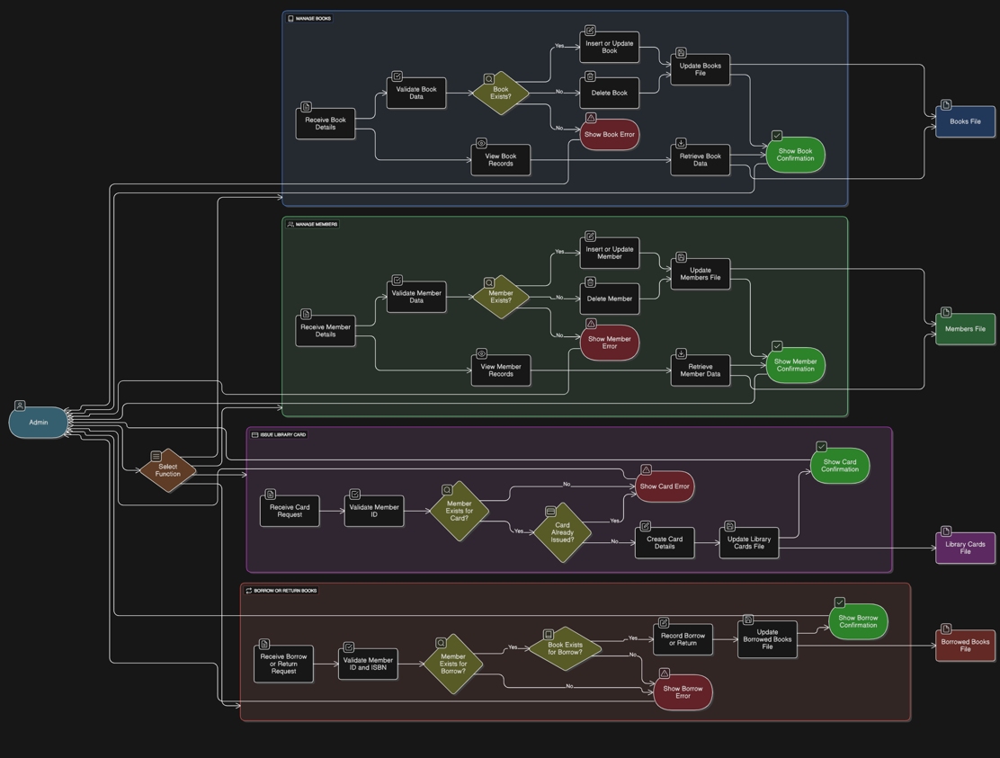 MANAGE BOOKS
Insert or Update
Book
Yes
Update Books
File
Validate Book
Data
Book
Exists?
No
Delete Book
Books File
Receive Book
Details
No
Show Book Error
View Book
Records
Retrieve Book
Data
Show Book
Confirmation
MANAGE MEMBERS
Insert or Update
Member
Yes
Update
Members File
Validate Member
Data
Member
Exists?
No
Delete Member
Members File
Receive Member
Details
No
Show Member
Error
View Member
Records
Retrieve
Member Data
Show Member
Confirmation
Admin
Select
Function
ISSUE LIBRARY CARD
Show Card
Confirmation
No
Show Card Error
Receive Card
Request
Validate Member
ID
Member
Exists for
Card?
Yes
Card
Already
Issued?
Yes
No
Create Card
Details
Update Library
Cards File
Library Cards
File
BORROW OR RETURN BOOKS
Show Borrow
Confirmation
Receive Borrow
or Return
Request
Validate Member
ID and ISBN
Member
Exists for
Borrow?
Yes
Book Exists
for Borrow?
Yes
Record Borrow
or Return
Update
Borrowed Books
File
Borrowed Books
File
No
No
Show Borrow
Error